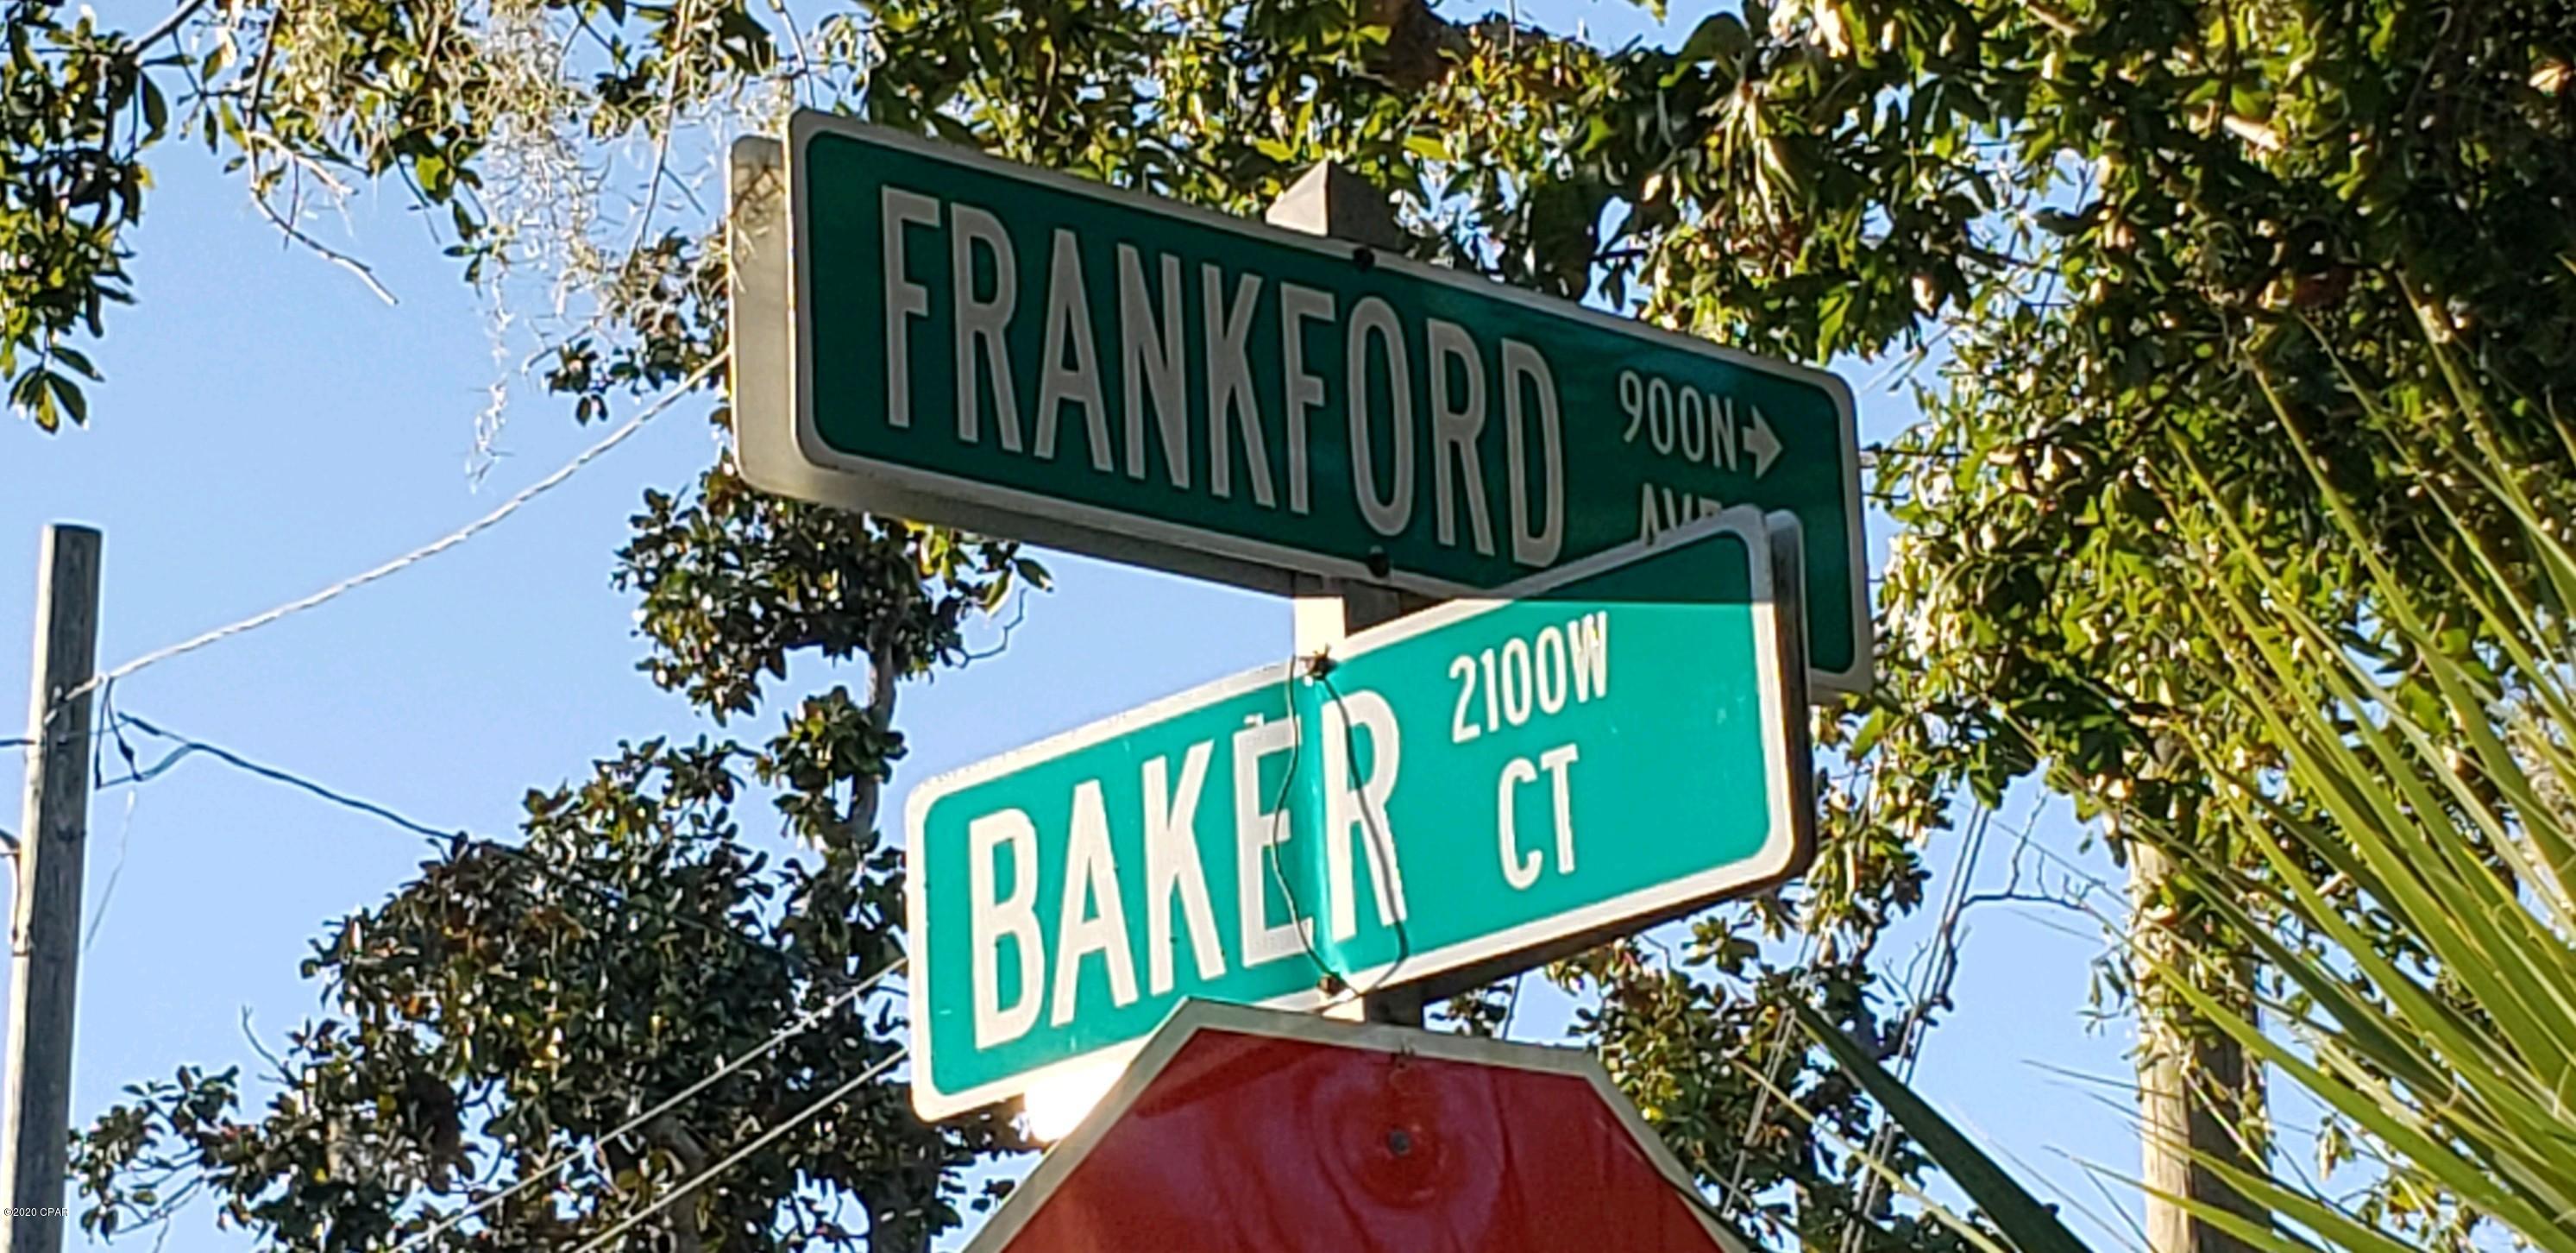 FRANKFORD 900N→
AVE
BAKER 2100W
CT
©2020 CPAR